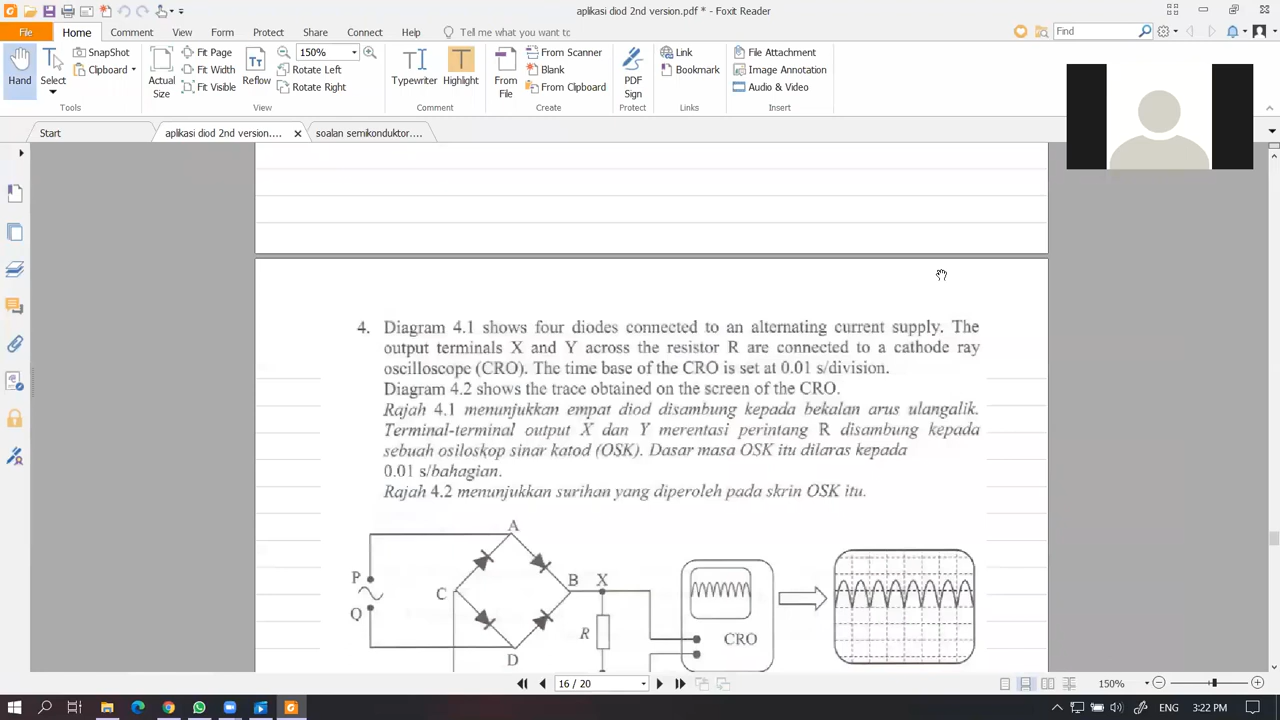 aplikasi diod 2nd version.pdf * - Foxit Reader
File Home Comment View Form Protect Share Connect Help Tell me what you want to do Find
Hand Select SnapShot Clipboard Tools
Actual Size Fit Page Fit Width Fit Visible Reflow 150% Rotate Left Rotate Right View
Typewriter Highlight Comment
From File From Scanner Blank From Clipboard Create
PDF Sign Protect
Link Bookmark Links
File Attachment Image Annotation Audio & Video Insert
Start aplikasi diod 2nd version.... soalan semikonduktor....
4. Diagram 4.1 shows four diodes connected to an alternating current supply. The
output terminals X and Y across the resistor R are connected to a cathode ray
oscilloscope (CRO). The time base of the CRO is set at 0.01 s/division.
Diagram 4.2 shows the trace obtained on the screen of the CRO.
Rajah 4.1 menunjukkan empat diod disambung kepada bekalan arus ulangalik.
Terminal-terminal output X dan Y merentasi perintang R disambung kepada
sebuah osiloskop sinar katod (OSK). Dasar masa OSK itu dilaras kepada
0.01 s/bahagian.
Rajah 4.2 menunjukkan surihan yang diperoleh pada skrin OSK itu.
A
P
C
B X
Q
R
CRO
D
16 / 20
150%
ENG 3:22 PM